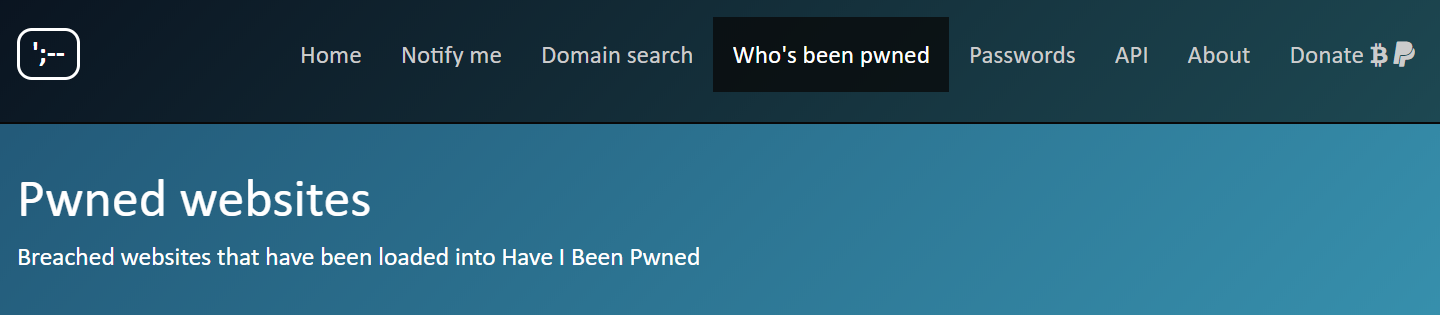 ';--
Home Notify me Domain search Who's been pwned Passwords API About Donate
Pwned websites
Breached websites that have been loaded into Have I Been Pwned